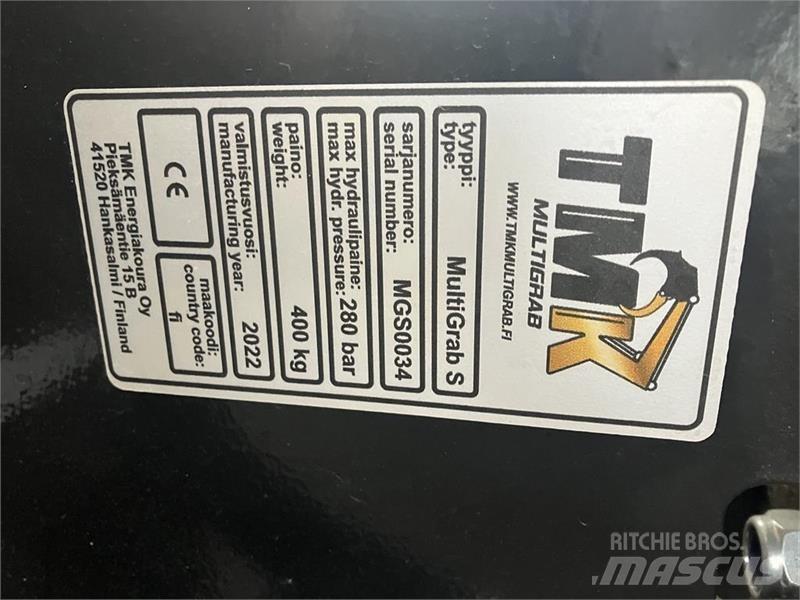 TMK
MULTIGRAB
WWW.TMKMULTIGRAB.FI
tyyppi:
type: MultiGrab S
sarjanumero:
serial number: MGS0034
max hydraulipaine: 280 bar
max hydr. pressure:
paino:
weight: 400 kg
valmistusvuosi:
manufacturing year: 2022
CE
maakoodi:
country code:
fi
TMK Energiakoura Oy
Pieksämäentie 15 B
41520 Hankasalmi / Finland
RITCHIE BROS.
MASCUS